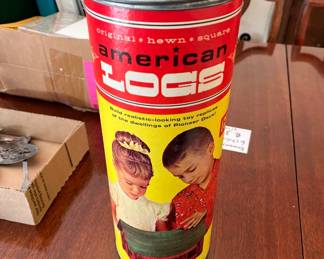 original • hewn • square
american
LOGS
Build realistic-looking toy replicas
of the dwellings of Pioneer Days!